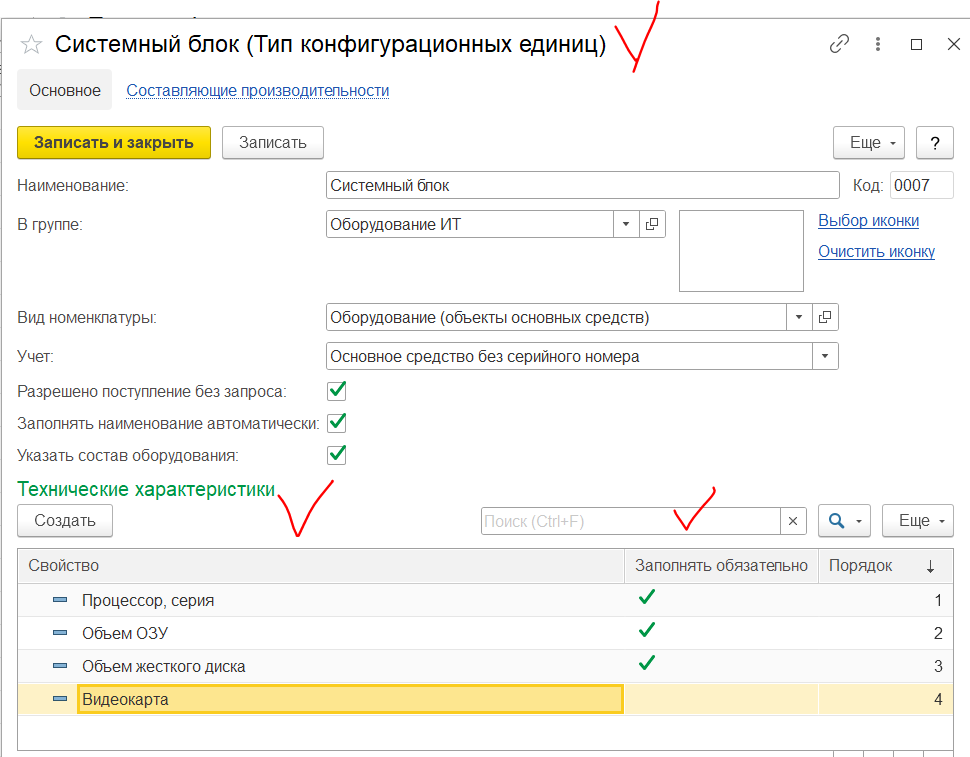 Системный блок (Тип конфигурационных единиц)
Основное Составляющие производительности
Записать и закрыть Записать Еще ?
Наименование: Системный блок Код: 0007
В группе: Оборудование ИТ Выбор иконки
Очистить иконку
Вид номенклатуры: Оборудование (объекты основных средств)
Учет: Основное средство без серийного номера
Разрешено поступление без запроса:
Заполнять наименование автоматически:
Указать состав оборудования:
Технические характеристики
Создать Поиск (Ctrl+F) Еще
Свойство Заполнять обязательно Порядок
Процессор, серия 1
Объем ОЗУ 2
Объем жесткого диска 3
Видеокарта 4